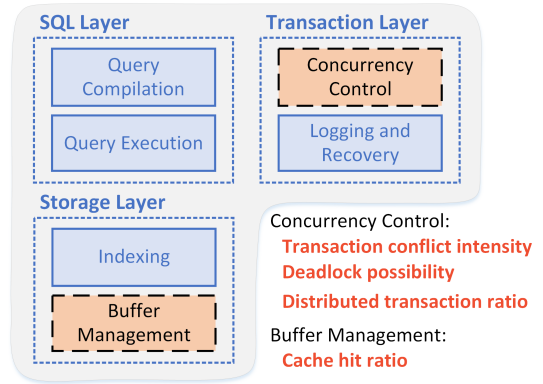 SQL Layer
Query
Compilation
Query Execution
Transaction Layer
Concurrency
Control
Logging and
Recovery
Storage Layer
Indexing
Buffer
Management
Concurrency Control:
Transaction conflict intensity
Deadlock possibility
Distributed transaction ratio
Buffer Management:
Cache hit ratio